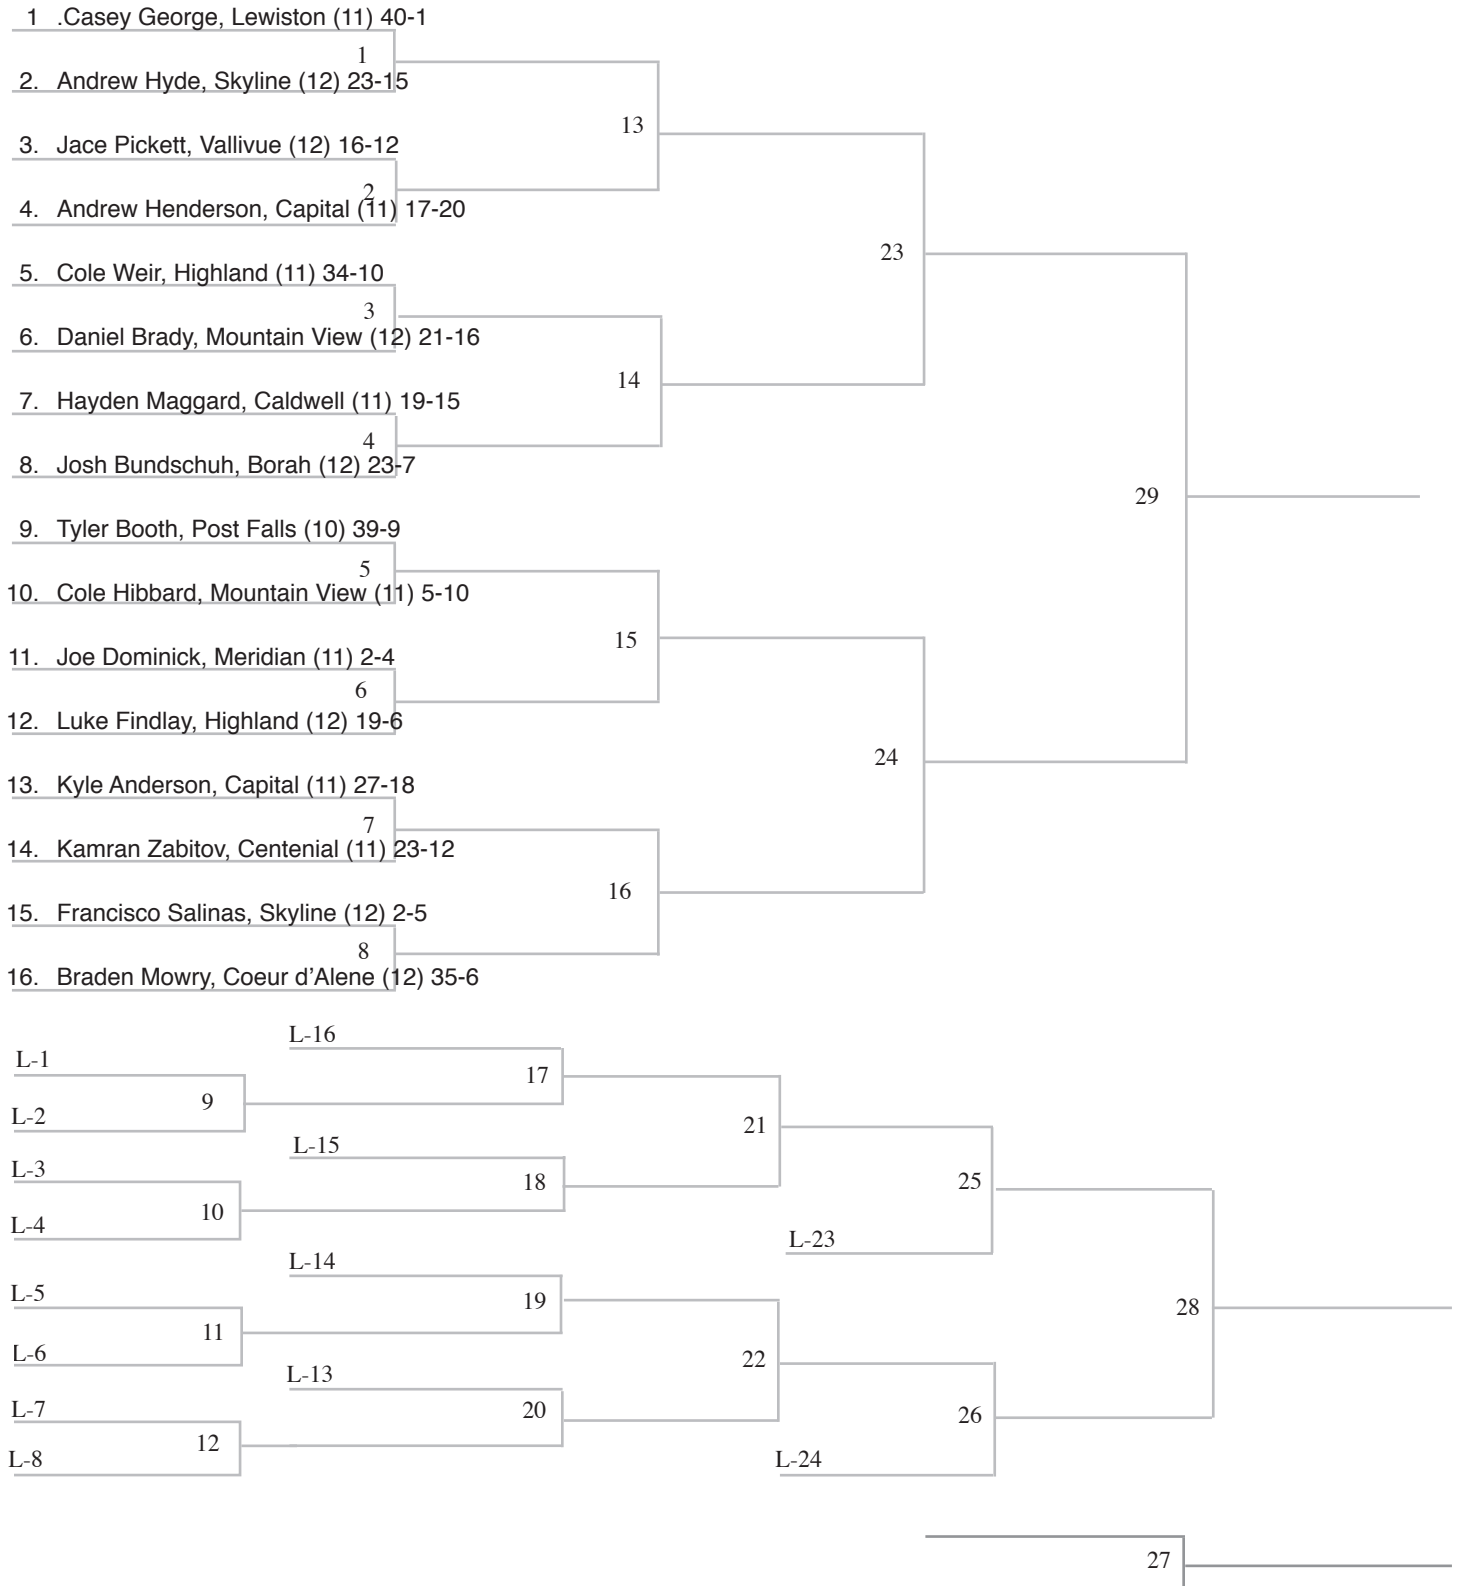 1 .Casey George, Lewiston (11) 40-1
1
2. Andrew Hyde, Skyline (12) 23-15
13
3. Jace Pickett, Vallivue (12) 16-12
2
4. Andrew Henderson, Capital (11) 17-20
23
5. Cole Weir, Highland (11) 34-10
3
6. Daniel Brady, Mountain View (12) 21-16
14
7. Hayden Maggard, Caldwell (11) 19-15
4
8. Josh Bundschuh, Borah (12) 23-7
29
9. Tyler Booth, Post Falls (10) 39-9
5
10. Cole Hibbard, Mountain View (11) 5-10
15
11. Joe Dominick, Meridian (11) 2-4
6
12. Luke Findlay, Highland (12) 19-6
24
13. Kyle Anderson, Capital (11) 27-18
7
14. Kamran Zabitov, Centenial (11) 23-12
16
15. Francisco Salinas, Skyline (12) 2-5
8
16. Braden Mowry, Coeur d’Alene (12) 35-6
L-16
L-1
17
9
L-2
21
L-15
L-3
18
25
10
L-4
L-23
L-14
L-5
19
28
11
L-6
22
L-13
L-7
20
26
12
L-8
L-24
27